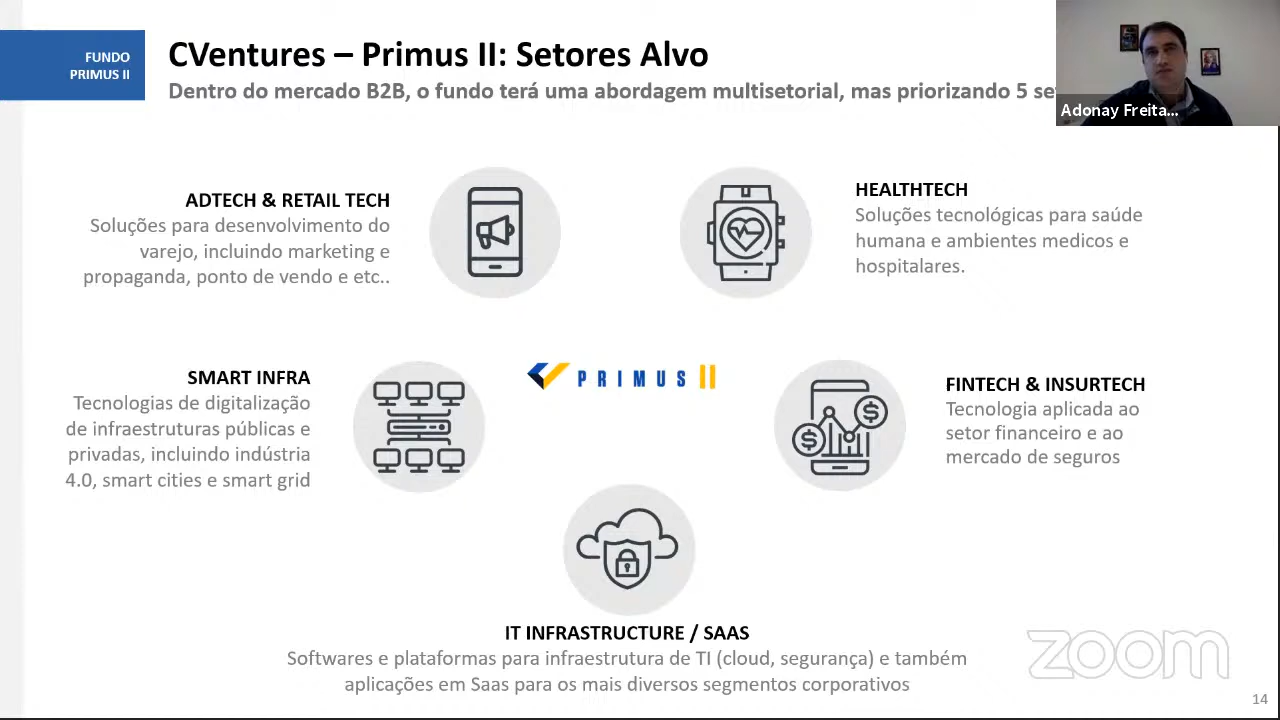 FUNDO
PRIMUS II
CVentures – Primus II: Setores Alvo
Dentro do mercado B2B, o fundo terá uma abordagem multisetorial, mas priorizando 5
Adonay Freita...
ADTECH & RETAIL TECH
Soluções para desenvolvimento do
varejo, incluindo marketing e
propaganda, ponto de vendo e etc..
HEALTHTECH
Soluções tecnológicas para saúde
humana e ambientes medicos e
hospitalares.
SMART INFRA
Tecnologias de digitalização
de infraestruturas públicas e
privadas, incluindo indústria
4.0, smart cities e smart grid
PRIMUS II
FINTECH & INSURTECH
Tecnologia aplicada ao
setor financeiro e ao
mercado de seguros
IT INFRASTRUCTURE / SAAS
Softwares e plataformas para infraestrutura de TI (cloud, segurança) e também
aplicações em Saas para os mais diversos segmentos corporativos
zoom
14